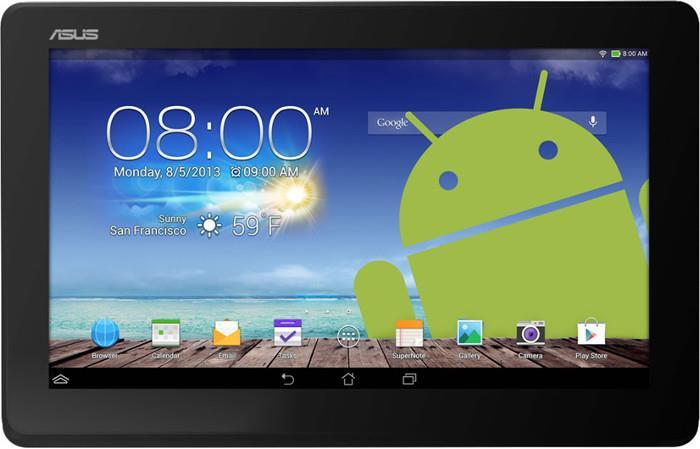 ASUS
8:00 AM
08:00 AM
Google
Monday, 8/5/2013 09:00 AM
Sunny
San Francisco
59°F
Browser
Calendar
Email
Tasks
SuperNote
Gallery
Camera
Play Store